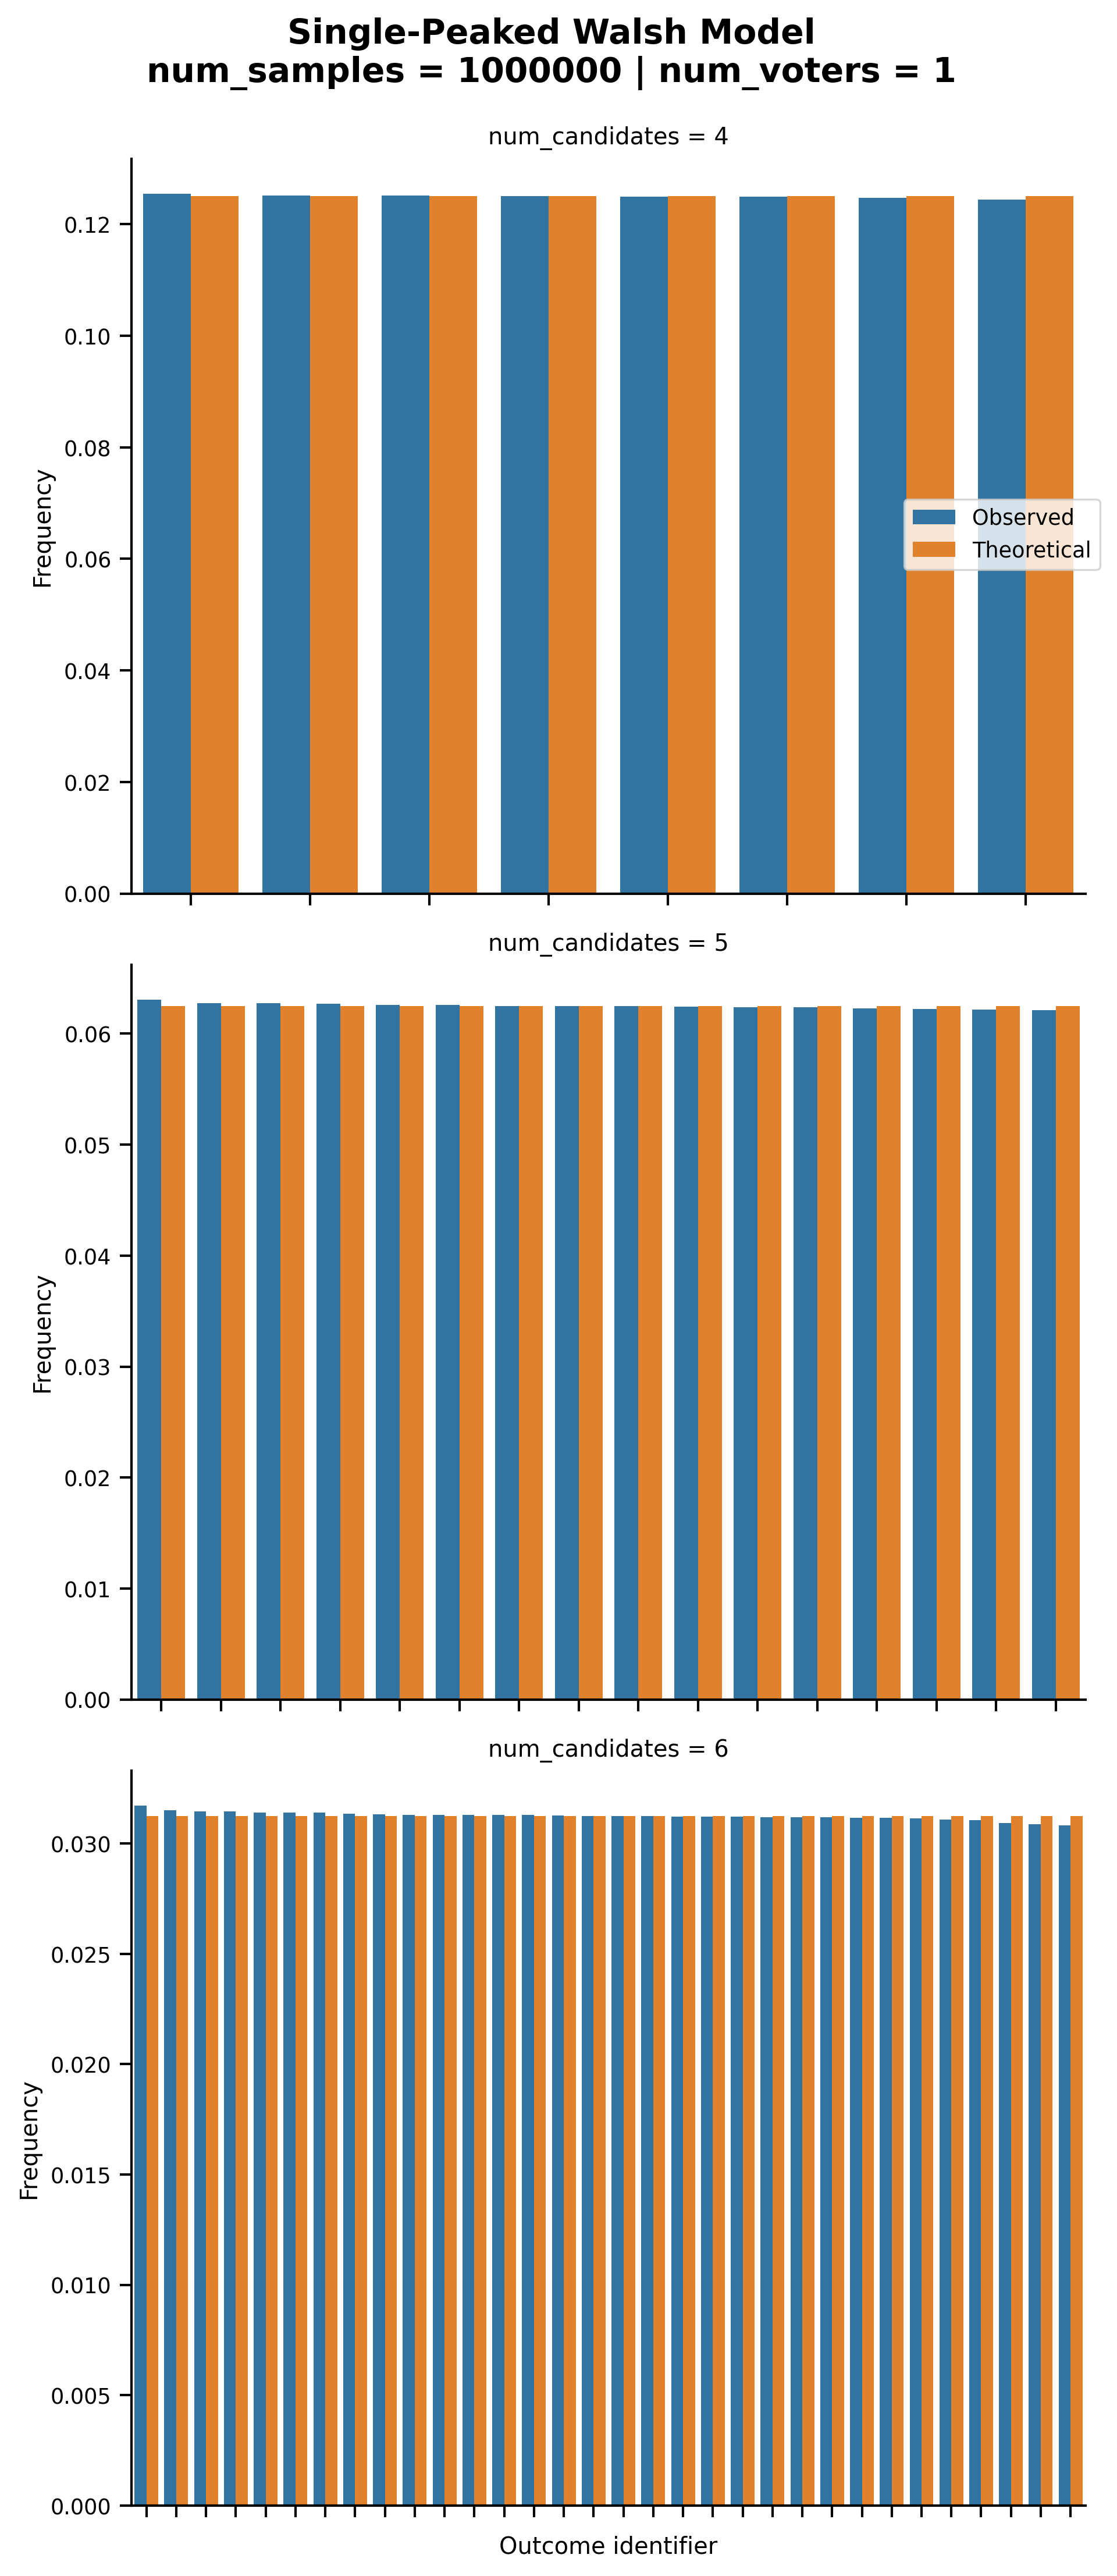 Single-Peaked Walsh Model
num_samples = 1000000 | num_voters = 1
num_candidates = 4
0.12
0.10
0.08
0.06
0.04
0.02
0.00
Frequency
Observed
Theoretical
num_candidates = 5
0.06
0.05
0.04
0.03
0.02
0.01
0.00
Frequency
num_candidates = 6
0.030
0.025
0.020
0.015
0.010
0.005
0.000
Frequency
Outcome identifier